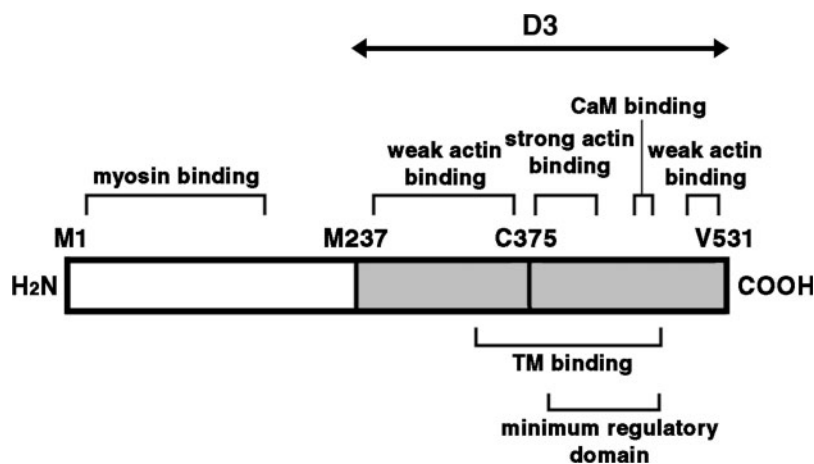 D3
CaM binding
strong actin
binding
weak actin
binding
weak actin
binding
myosin binding
M1
M237
C375
V531
H2N
COOH
TM binding
minimum regulatory
domain